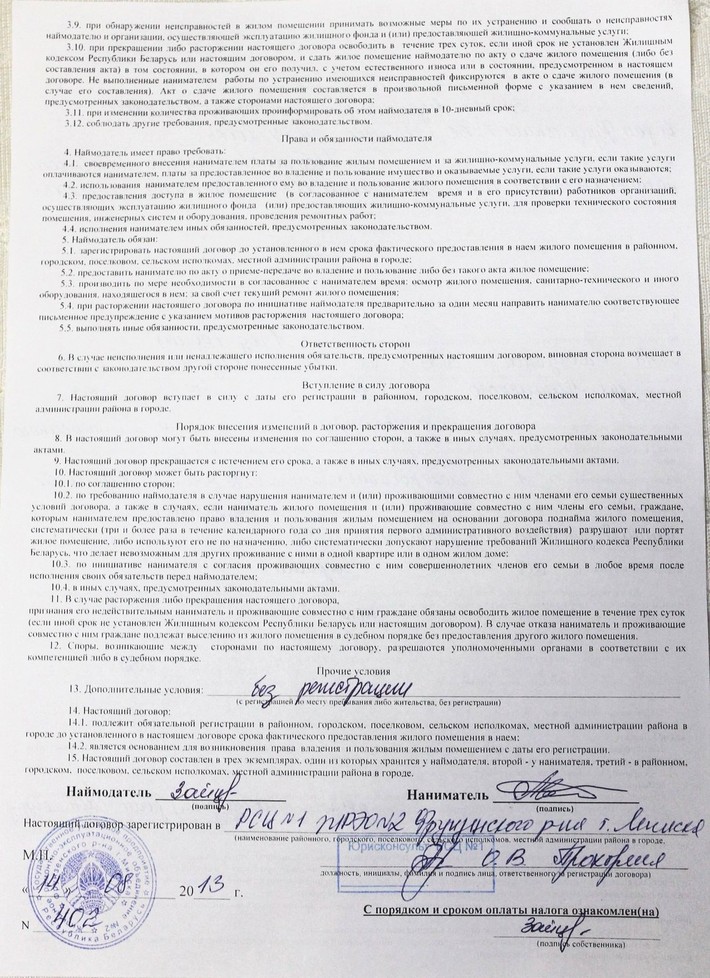 3.9. при обнаружении неисправностей в жилом помещении принимать возможные меры по их устранению и сообщать о неисправностях
наймодателю и организации, осуществляющей эксплуатацию жилищного фонда и (или) предоставляющей жилищно-коммунальные услуги;
3.10. при прекращении либо расторжении настоящего договора освободить в течение трех суток, если иной срок не установлен Жилищным
кодексом Республики Беларусь или настоящим договором, и сдать жилое помещение наймодателю по акту о сдаче жилого помещения (либо без
составления акта) в том состоянии, в котором он его получил, с учетом естественного износа или в состоянии, предусмотренном в настоящем
договоре. Не выполненные нанимателем работы по устранению имеющихся неисправностей фиксируются в акте о сдаче жилого помещения (в
случае его составления). Акт о сдаче жилого помещения составляется в произвольной письменной форме с указанием в нем сведений,
предусмотренных законодательством, а также сторонами настоящего договора;
3.11. при изменении количества проживающих проинформировать об этом наймодателя в 10-дневный срок;
3.12. соблюдать другие требования, предусмотренные законодательством.
Права и обязанности наймодателя
4. Наймодатель имеет право требовать:
4.1. своевременного внесения нанимателем платы за пользование жилым помещением и за жилищно-коммунальные услуги, если такие услуги
оплачиваются нанимателем, платы за предоставленное во владение и пользование имущество и оказываемые услуги, если такие услуги оказываются;
4.2. использования нанимателем предоставленного ему во владение и пользование жилого помещения в соответствии с его назначением;
4.3. предоставления доступа в жилое помещение (в согласованное с нанимателем время и в его присутствии) работников организаций,
осуществляющих эксплуатацию жилищного фонда (или) предоставляющих жилищно-коммунальные услуги, для проверки технического состояния
помещения, инженерных систем и оборудования, проведения ремонтных работ;
4.4. исполнения нанимателем иных обязанностей, предусмотренных законодательством.
5. Наймодатель обязан:
5.1. зарегистрировать настоящий договор до установленного в нем срока фактического предоставления в наем жилого помещения в районном,
городском, поселковом, сельском исполкомах, местной администрации района в городе;
5.2. предоставить нанимателю по акту о приеме-передаче во владение и пользование либо без такого акта жилое помещение;
5.3. производить по мере необходимости в согласованное с нанимателем время: осмотр жилого помещения, санитарно-технического и иного
оборудования, находящегося в нем; за свой счет текущий ремонт жилого помещения;
5.4. при расторжении настоящего договора по инициативе наймодателя предварительно за один месяц направить нанимателю соответствующее
письменное предупреждение с указанием мотивов расторжения настоящего договора;
5.5. выполнять иные обязанности, предусмотренные законодательством.
Ответственность сторон
6. В случае неисполнения или ненадлежащего исполнения обязательств, предусмотренных настоящим договором, виновная сторона возмещает в
соответствии с законодательством другой стороне понесенные убытки.
Вступление в силу договора
7. Настоящий договор вступает в силу с даты его регистрации в районном, городском, поселковом, сельском исполкомах, местной
администрации района в городе.
Порядок внесения изменений в договор, расторжения и прекращения договора
8. В настоящий договор могут быть внесены изменения по соглашению сторон, а также в иных случаях, предусмотренных законодательными
актами.
9. Настоящий договор прекращается с истечением его срока, а также в иных случаях, предусмотренных законодательными актами.
10. Настоящий договор может быть расторгнут:
10.1. по соглашению сторон;
10.2. по требованию наймодателя в случае нарушения нанимателем и (или) проживающими совместно с ним членами его семьи существенных
условий договора, а также в случаях, если наниматель жилого помещения и (или) проживающие совместно с ним члены его семьи, граждане,
которым нанимателем предоставлено право владения и пользования жилым помещением на основании договора поднайма жилого помещения,
систематически (три и более раза в течение календарного года со дня принятия первого административного воздействия) разрушают или портят
жилое помещение, либо используют его не по назначению, либо систематически допускают нарушение требований Жилищного кодекса Республики
Беларусь, что делает невозможным для других проживание с ними в одной квартире или в одном жилом доме;
10.3. по инициативе нанимателя с согласия проживающих совместно с ним совершеннолетних членов его семьи в любое время после
исполнения своих обязательств перед наймодателем;
10.4. в иных случаях, предусмотренных законодательными актами.
11. В случае расторжения либо прекращения настоящего договора,
признания его недействительным наниматель и проживающие совместно с ним граждане обязаны освободить жилое помещение в течение трех суток
(если иной срок не установлен Жилищным кодексом Республики Беларусь или настоящим договором). В случае отказа наниматель и проживающие
совместно с ним граждане подлежат выселению из жилого помещения в судебном порядке без предоставления другого жилого помещения.
12. Споры, возникающие между сторонами по настоящему договору, разрешаются уполномоченными органами в соответствии с их
компетенцией либо в судебном порядке.
Прочие условия
13. Дополнительные условия: без регистрации
(с регистрацией по месту пребывания либо жительства, без регистрации)
14. Настоящий договор:
14.1. подлежит обязательной регистрации в районном, городском, поселковом, сельском исполкомах, местной администрации района в
городе до установленного в настоящем договоре срока фактического предоставления помещения в наем;
14.2. является основанием для возникновения права владения и пользования жилым помещением с даты его регистрации.
15. Настоящий договор составлен в трех экземплярах, один из которых хранится у наймодателя, второй - у нанимателя, третий - в районном,
городском, поселковом, сельском исполкомах, местной администрации района в городе.
Наймодатель Зайцев Наниматель
(подпись) (подпись)
Настоящий договор зарегистрирован в РСЦ №1 ЖРЭО №2 Фрунзенского р-на г. Минска
(наименование районного, городского, поселкового, сельского исполкомов, местной администрации района в городе,
М.П. Юрисконсульт РСЦ №1 О.В.
должность, инициалы, фамилия и подпись лица, ответственного за регистрацию договора)
« 14 » 08 2013 г.
С порядком и сроком оплаты налога ознакомлен(на)
N 402 Зайцев
(подпись собственника)
Республика Беларусь